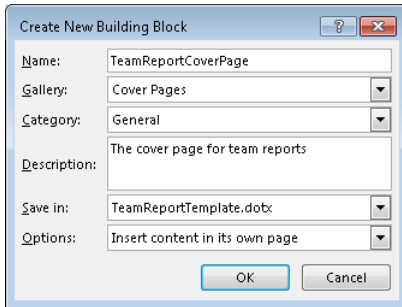 Create New Building Block
Name: TeamReportCoverPage
Gallery: Cover Pages
Category: General
Description: The cover page for team reports
Save in: TeamReportTemplate.dotx
Options: Insert content in its own page
OK Cancel